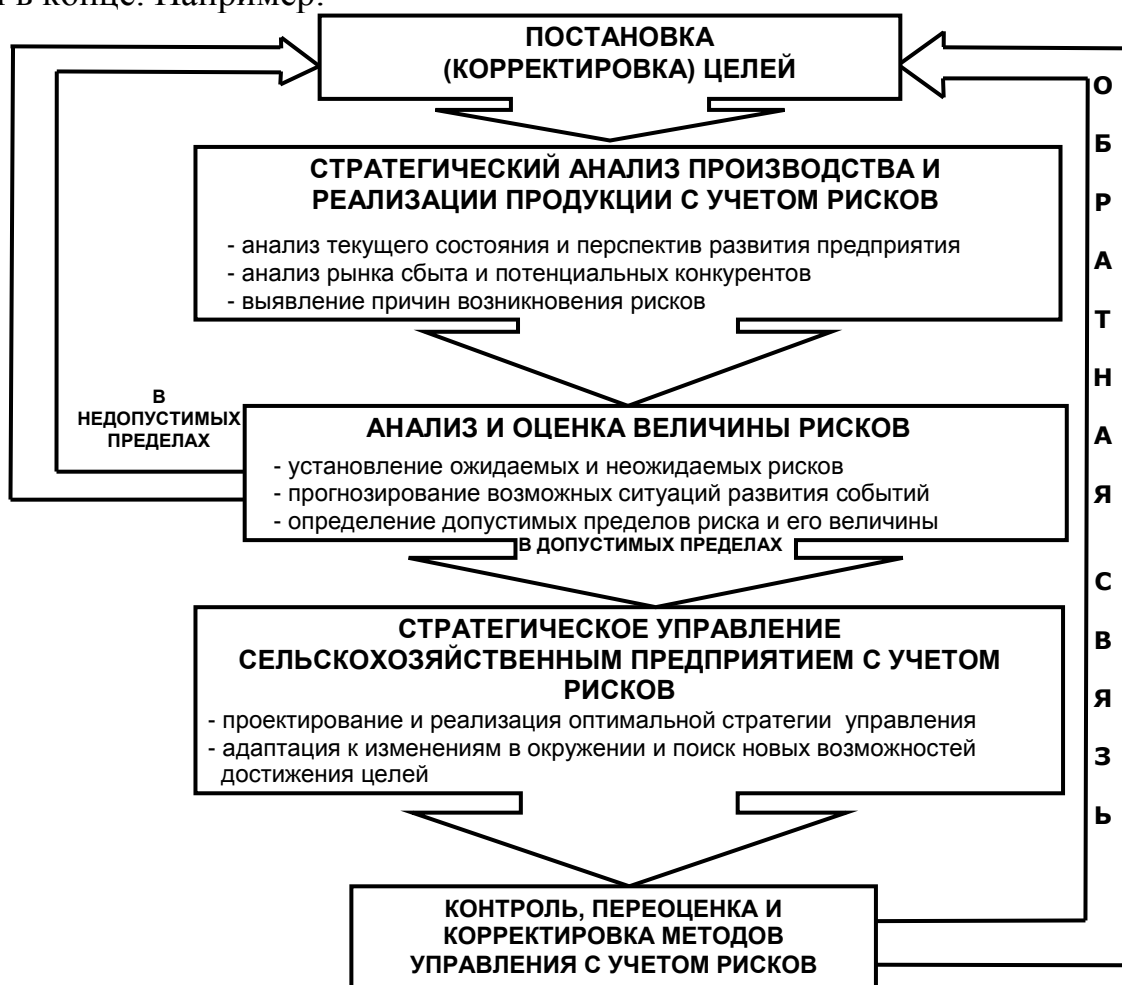 в конце. Например:
ПОСТАНОВКА
(КОРРЕКТИРОВКА) ЦЕЛЕЙ
СТРАТЕГИЧЕСКИЙ АНАЛИЗ ПРОИЗВОДСТВА И
РЕАЛИЗАЦИИ ПРОДУКЦИИ С УЧЕТОМ РИСКОВ
- анализ текущего состояния и перспектив развития предприятия
- анализ рынка сбыта и потенциальных конкурентов
- выявление причин возникновения рисков
В
НЕДОПУСТИМЫХ
ПРЕДЕЛАХ
АНАЛИЗ И ОЦЕНКА ВЕЛИЧИНЫ РИСКОВ
- установление ожидаемых и неожидаемых рисков
- прогнозирование возможных ситуаций развития событий
- определение допустимых пределов риска и его величины
В ДОПУСТИМЫХ ПРЕДЕЛАХ
СТРАТЕГИЧЕСКОЕ УПРАВЛЕНИЕ
СЕЛЬСКОХОЗЯЙСТВЕННЫМ ПРЕДПРИЯТИЕМ С УЧЕТОМ
РИСКОВ
- проектирование и реализация оптимальной стратегии управления
- адаптация к изменениям в окружении и поиск новых возможностей
достижения целей
КОНТРОЛЬ, ПЕРЕОЦЕНКА И
КОРРЕКТИРОВКА МЕТОДОВ
УПРАВЛЕНИЯ С УЧЕТОМ РИСКОВ
ОБРАТНАЯ СВЯЗЬ